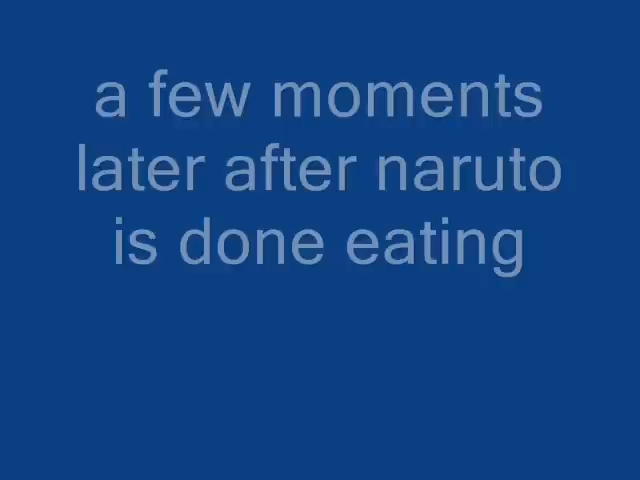 a few moments
later after naruto
is done eating